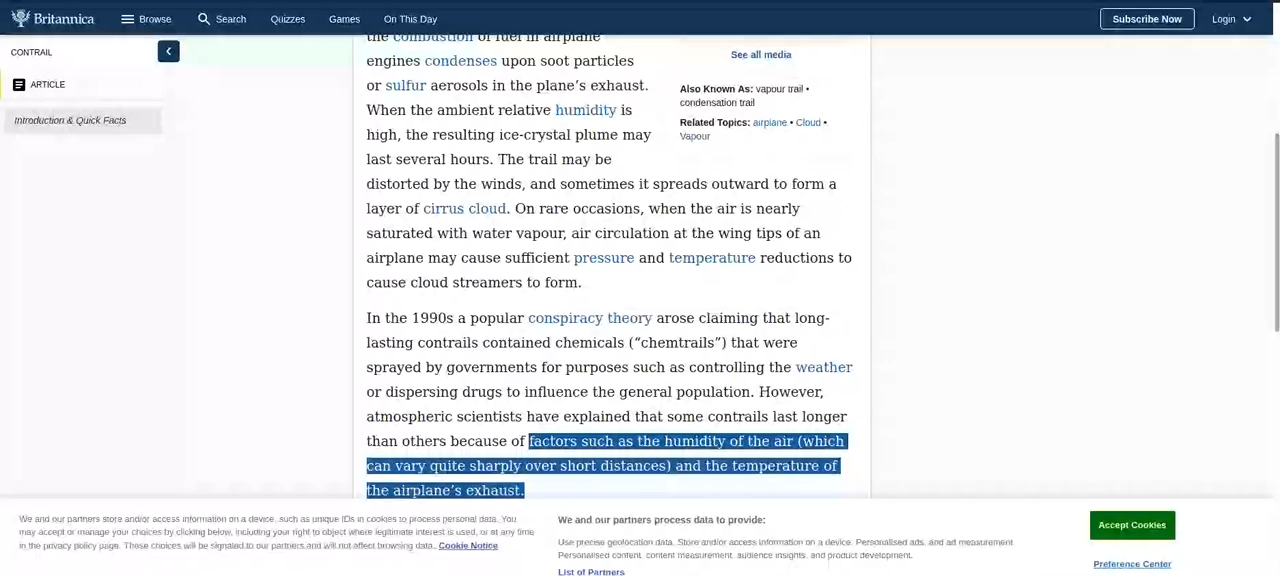 Britannica
Browse
Search
Quizzes
Games
On This Day
Subscribe Now
Login
CONTRAIL
ARTICLE
Introduction & Quick Facts
the combustion of fuel in airplane
engines condenses upon soot particles
or sulfur aerosols in the plane’s exhaust.
When the ambient relative humidity is
high, the resulting ice-crystal plume may
last several hours. The trail may be
distorted by the winds, and sometimes it spreads outward to form a
layer of cirrus cloud. On rare occasions, when the air is nearly
saturated with water vapour, air circulation at the wing tips of an
airplane may cause sufficient pressure and temperature reductions to
cause cloud streamers to form.
In the 1990s a popular conspiracy theory arose claiming that long-
lasting contrails contained chemicals (“chemtrails”) that were
sprayed by governments for purposes such as controlling the weather
or dispersing drugs to influence the general population. However,
atmospheric scientists have explained that some contrails last longer
than others because of factors such as the humidity of the air (which
can vary quite sharply over short distances) and the temperature of
the airplane’s exhaust.
See all media
Also Known As: vapour trail •
condensation trail
Related Topics: airplane • Cloud •
Vapour
We and our partners store and/or access information on a device, such as unique IDs in cookies to process personal data. You
may accept or manage your choices by clicking below, including your right to object where legitimate interest is used, or at any time
in the privacy policy page. These choices will be signaled to our partners and will not affect browsing data. Cookie Notice
We and our partners process data to provide:
Use precise geolocation data. Store and/or access information on a device. Personalised ads, and ad measurement.
Personalised content, content measurement, audience insights, and product development.
List of Partners
Accept Cookies
Preference Center